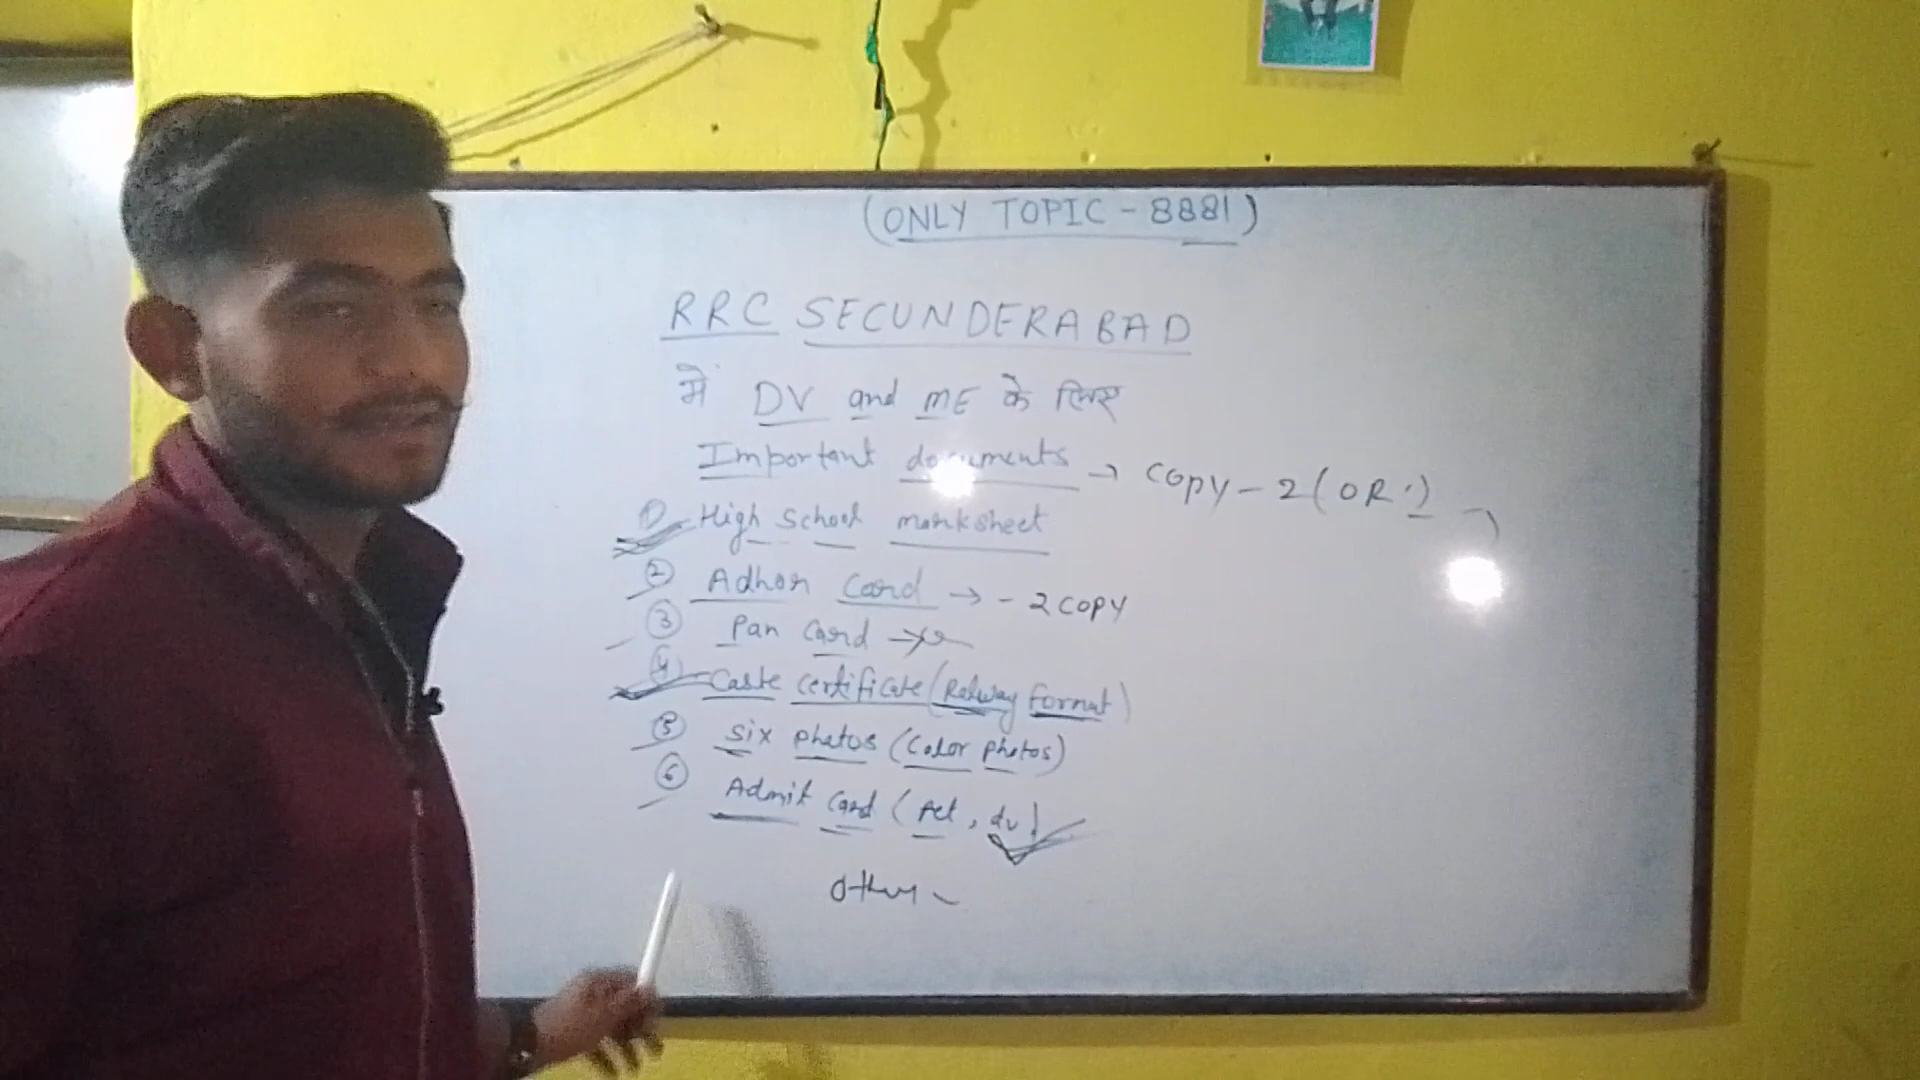 (ONLY TOPIC - 8881)
RRC SECUNDERABAD
में DV and ME के लिए
Important documents → copy - 2 (OR.)
① High School marksheet
② Adhar Card → - 2 COPY
③ Pan Card →
④ Caste certificate (Railway format)
⑤ Six photos (Color photos)
⑥ Admit Card (Pet, dv)
other